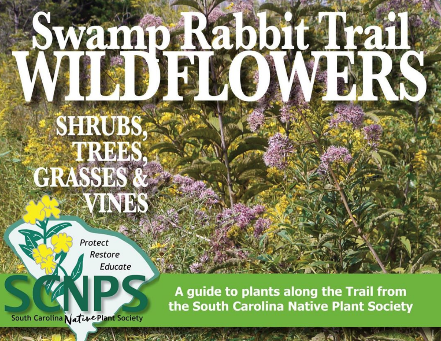 Swamp Rabbit Trail
WILDFLOWERS
SHRUBS,
TREES,
GRASSES &
VINES
Protect
Restore
Educate
SCNPS
South Carolina Native Plant Society
A guide to plants along the Trail from
the South Carolina Native Plant Society